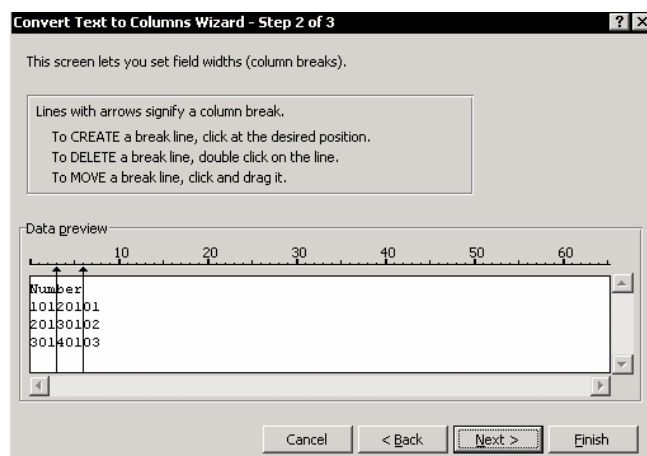 Convert Text to Columns Wizard - Step 2 of 3
This screen lets you set field widths (column breaks).
Lines with arrows signify a column break.
To CREATE a break line, click at the desired position.
To DELETE a break line, double click on the line.
To MOVE a break line, click and drag it.
Data preview
10 20 30 40 50 60
Number
10120101
20130102
30140103
Cancel < Back Next > Finish